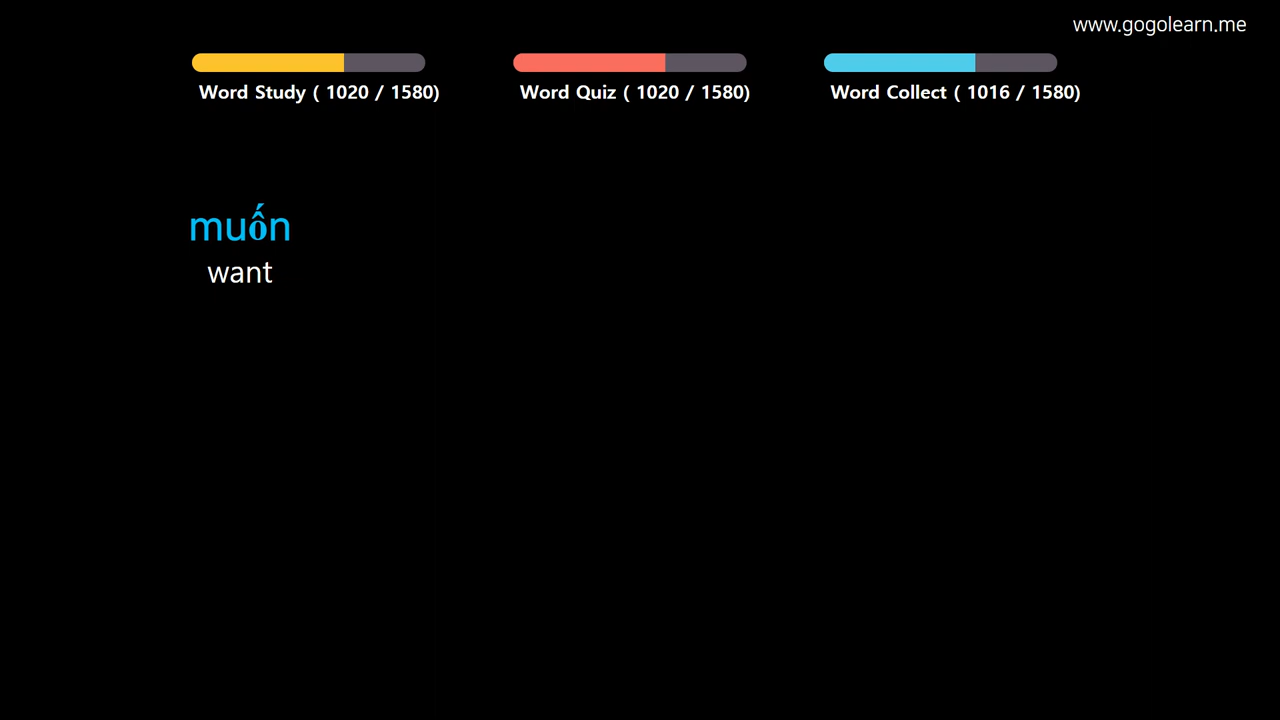 www.gogolearn.me
Word Study ( 1020 / 1580)
Word Quiz ( 1020 / 1580)
Word Collect ( 1016 / 1580)
muốn
want